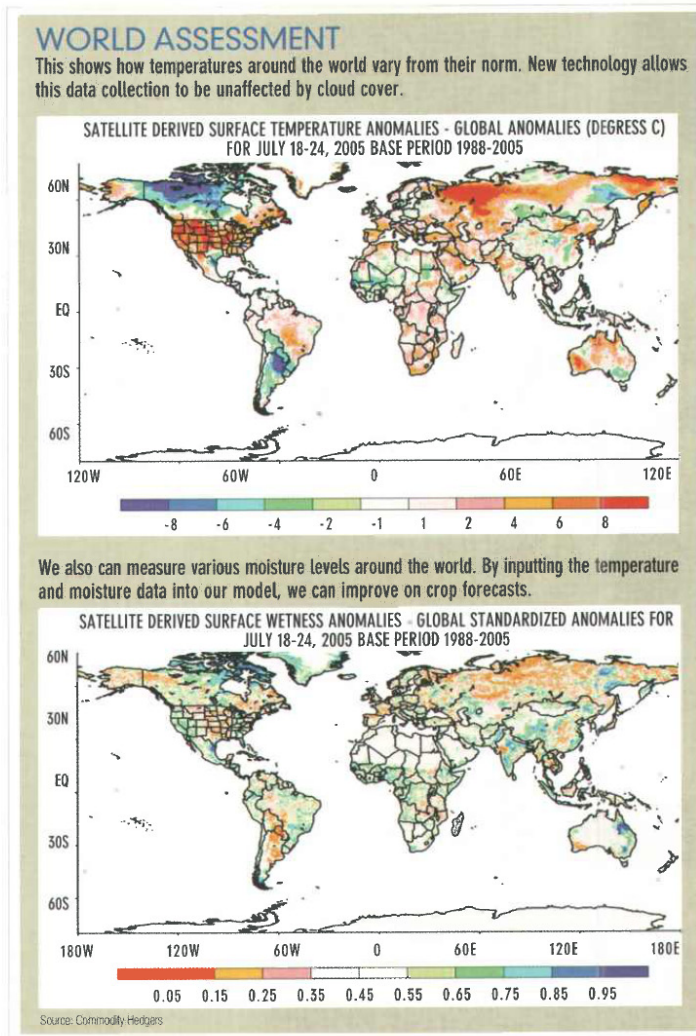 WORLD ASSESSMENT
This shows how temperatures around the world vary from their norm. New technology allows
this data collection to be unaffected by cloud cover.
SATELLITE DERIVED SURFACE TEMPERATURE ANOMALIES - GLOBAL ANOMALIES (DEGRESS C)
FOR JULY 18-24, 2005 BASE PERIOD 1988-2005
60N
30N
EQ
30S
60S
120W 60W 0 60E 120E
-8 -6 -4 -2 -1 1 2 4 6 8
We also can measure various moisture levels around the world. By inputting the temperature
and moisture data into our model, we can improve on crop forecasts.
SATELLITE DERIVED SURFACE WETNESS ANOMALIES - GLOBAL STANDARDIZED ANOMALIES FOR
JULY 18-24, 2005 BASE PERIOD 1988-2005
60N
30N
EQ
30S
60S
180W 120W 60W 0 60E 120E 180E
0.05 0.15 0.25 0.35 0.45 0.55 0.65 0.75 0.85 0.95
Source: Commodity Hedgers